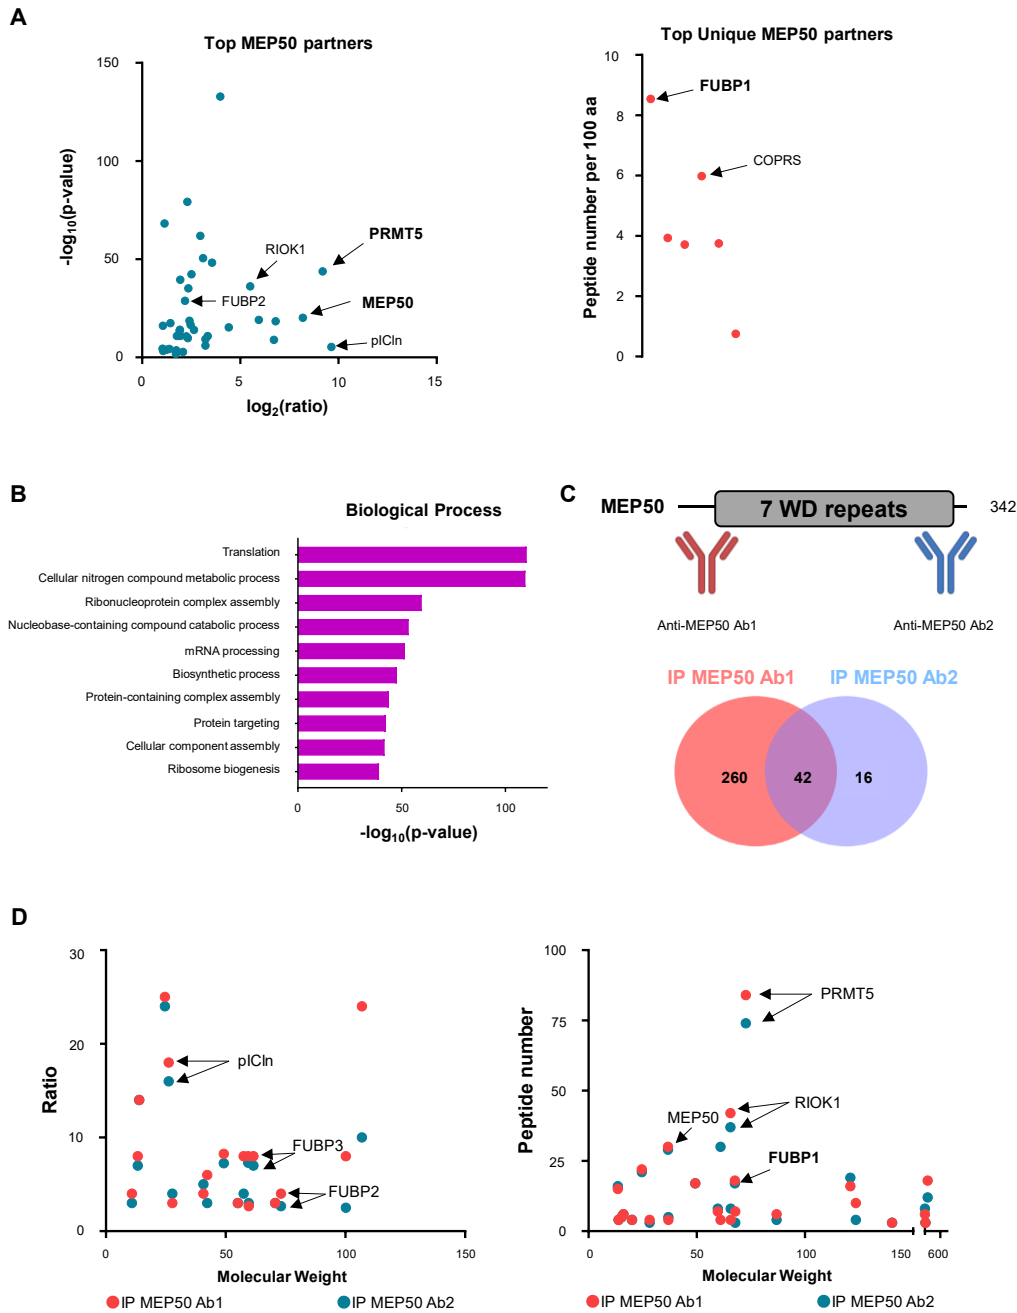 A
Top MEP50 partners
-log10(p-value)
150
100
50
0
0
5
10
15
log2(ratio)
PRMT5
RIOK1
FUBP2
MEP50
pICln
Top Unique MEP50 partners
Peptide number per 100 aa
10
8
6
4
2
0
FUBP1
COPRS
B
Biological Process
Translation
Cellular nitrogen compound metabolic process
Ribonucleoprotein complex assembly
Nucleobase-containing compound catabolic process
mRNA processing
Biosynthetic process
Protein-containing complex assembly
Protein targeting
Cellular component assembly
Ribosome biogenesis
0
50
100
-log10(p-value)
C
MEP50
7 WD repeats
342
Anti-MEP50 Ab1
Anti-MEP50 Ab2
IP MEP50 Ab1
IP MEP50 Ab2
260
42
16
D
Ratio
30
20
10
0
0
50
100
150
Molecular Weight
pICln
FUBP3
FUBP2
IP MEP50 Ab1
IP MEP50 Ab2
Peptide number
100
75
50
25
0
0
50
100
150
600
Molecular Weight
PRMT5
RIOK1
MEP50
FUBP1
IP MEP50 Ab1
IP MEP50 Ab2